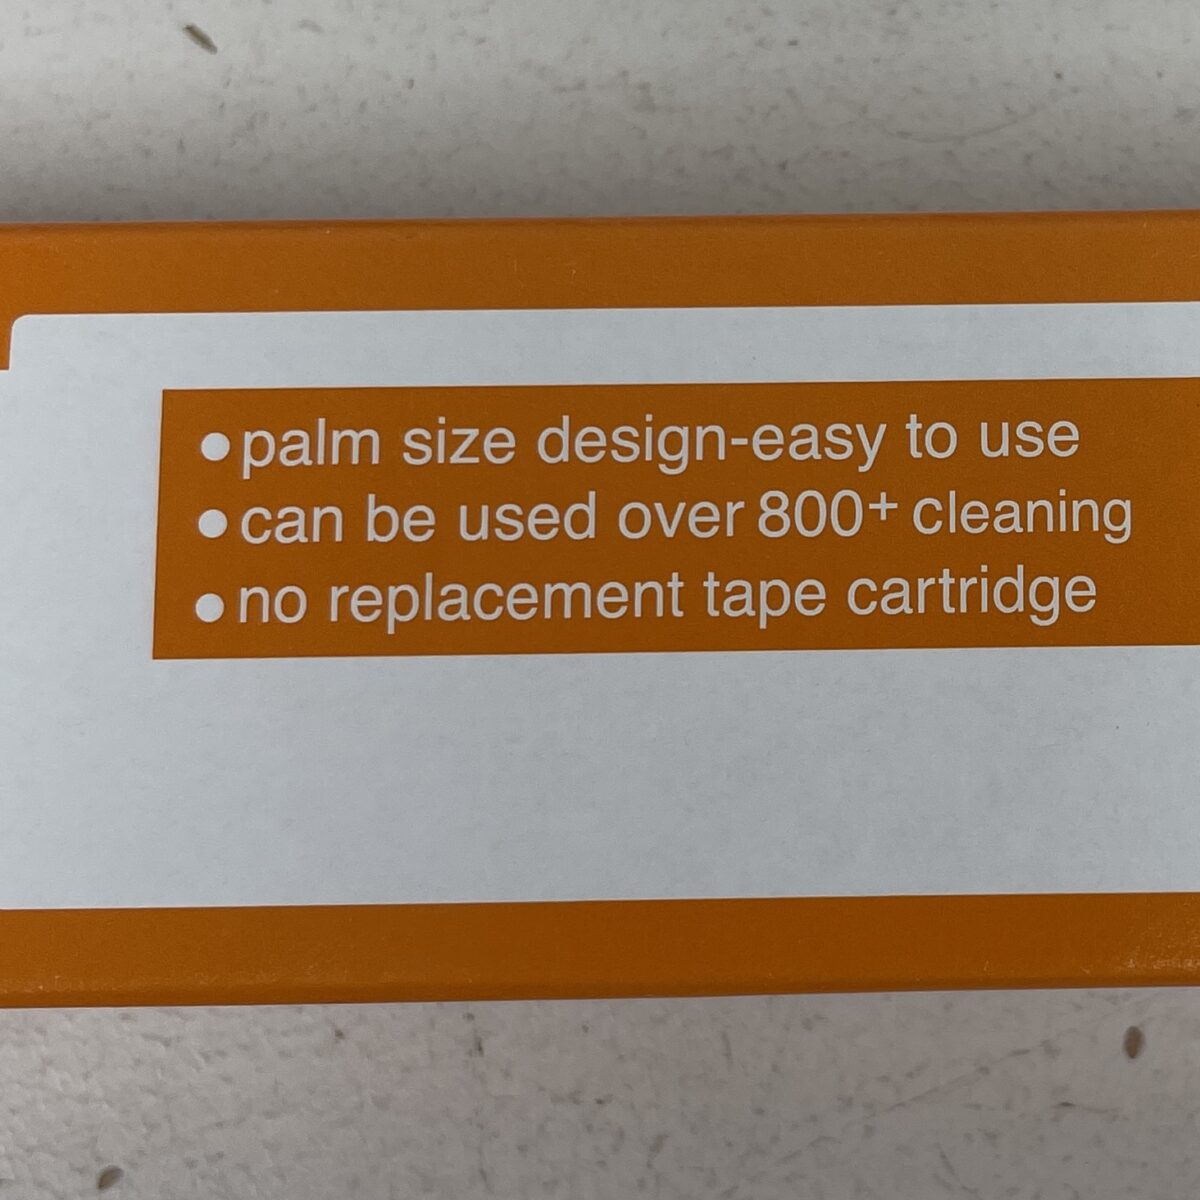 •palm size design-easy to use
•can be used over 800+ cleaning
•no replacement tape cartridge